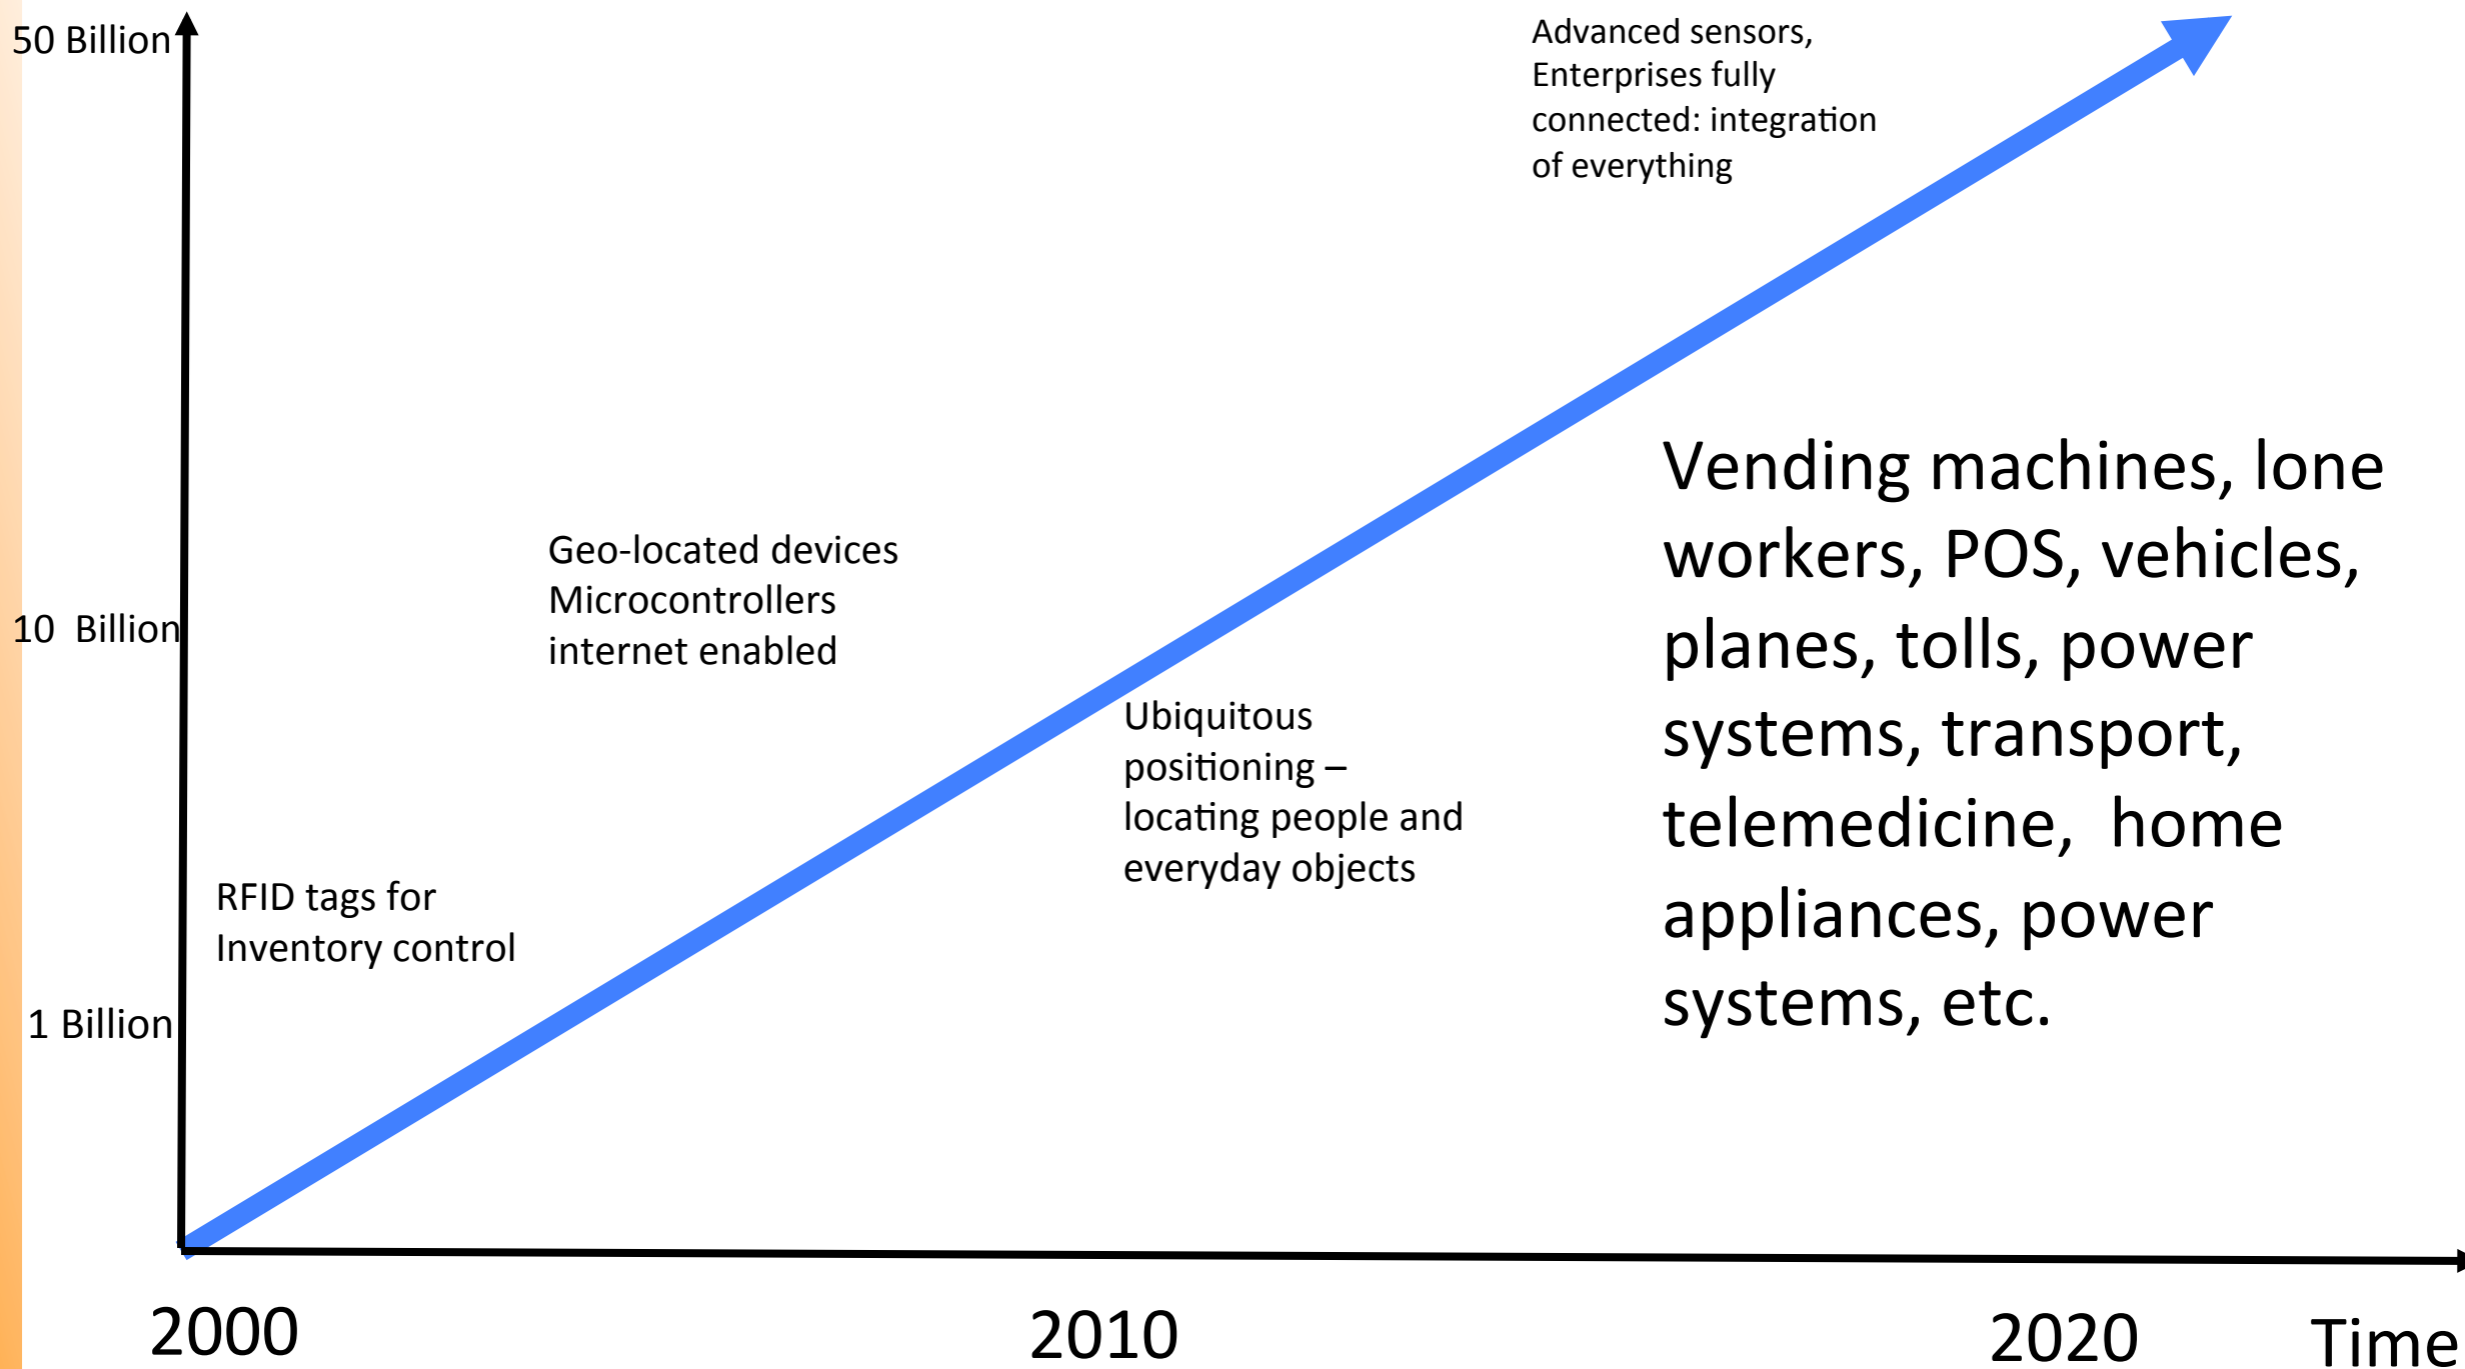 50 Billion
Advanced sensors,
Enterprises fully
connected: integration
of everything
Vending machines, lone
workers, POS, vehicles,
planes, tolls, power
systems, transport,
telemedicine,  home
appliances, power
systems, etc.
Geo-located devices
Microcontrollers
internet enabled
10  Billion
Ubiquitous
positioning –
locating people and
everyday objects
RFID tags for
Inventory control
1 Billion
2000
2010
2020
Time